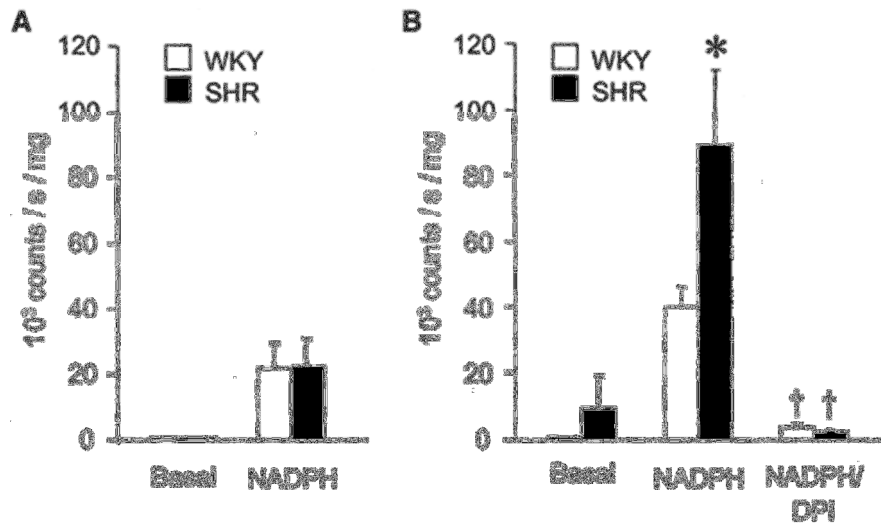 A
10³ counts / s / mg
120
100
80
60
40
20
0
WKY
SHR
Basal
NADPH
B
10³ counts / s / mg
120
100
80
60
40
20
0
WKY
SHR
*
† †
Basal
NADPH
NADPH/
DPI